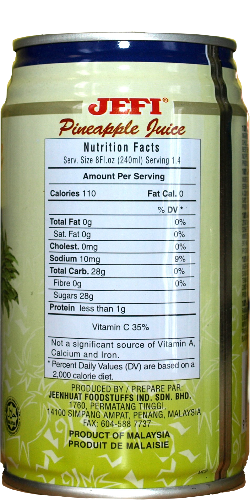 JEFI®
Pineapple Juice
Nutrition Facts
Serv. Size 8Fl.oz (240ml) Serving 1.4
Amount Per Serving
Calories 110 Fat Cal. 0
% DV *
Total Fat 0g 0%
Sat. Fat 0g 0%
Cholest. 0mg 0%
Sodium 10mg 9%
Total Carb. 28g 0%
Fibre 0g 0%
Sugars 28g
Protein less than 1g
Vitamin C 35%
Not a significant source of Vitamin A, Calcium and Iron.
*Percent Daily Values (DV) are based on a 2,000 calorie diet.
PRODUCED BY / PREPARE PAR
JEENHUAT FOODSTUFFS IND. SDN. BHD.
1760, PERMATANG TINGGI,
14100 SIMPANG AMPAT, PENANG, MALAYSIA
FAX: 604-588 7737
PRODUCT OF MALAYSIA
PRODUIT DE MALAISIE